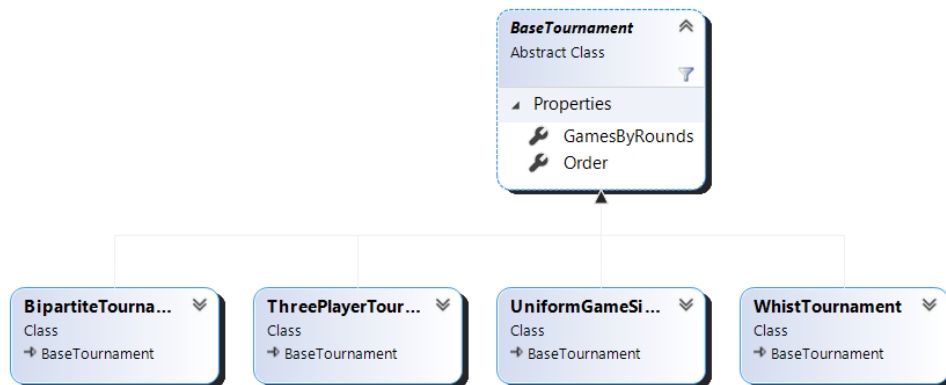 BaseTournament
Abstract Class
Properties
GamesByRounds
Order
BipartiteTourna...
Class
BaseTournament
ThreePlayerTour...
Class
BaseTournament
UniformGameSi...
Class
BaseTournament
WhistTournament
Class
BaseTournament